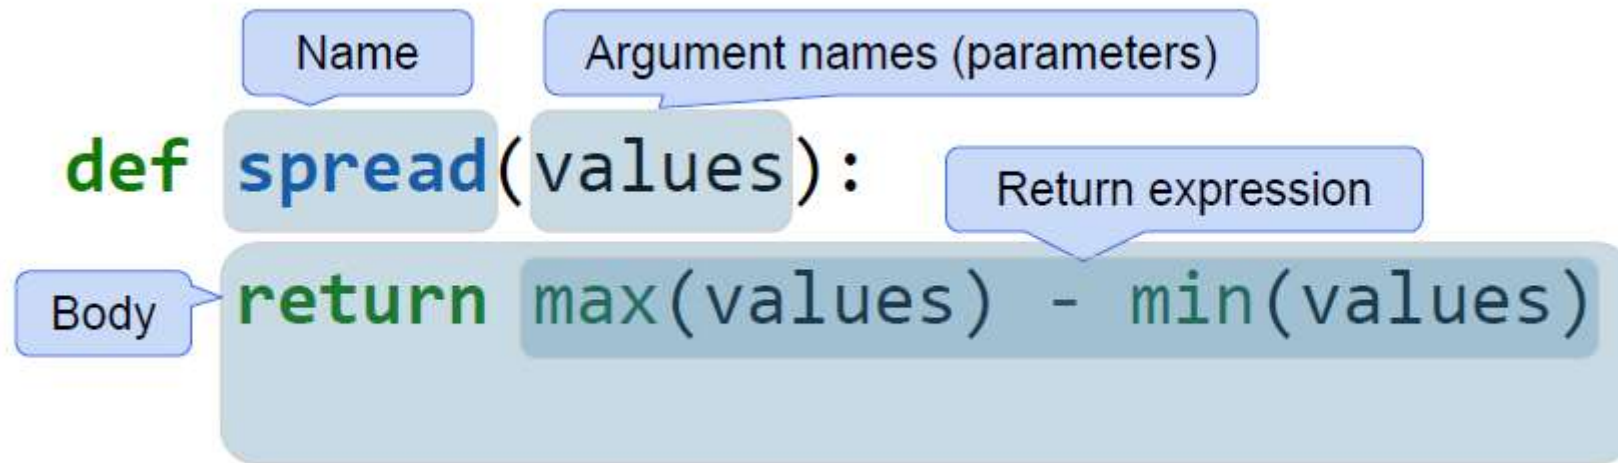 Name
Argument names (parameters)
def spread(values):
Return expression
Body
return max(values) - min(values)